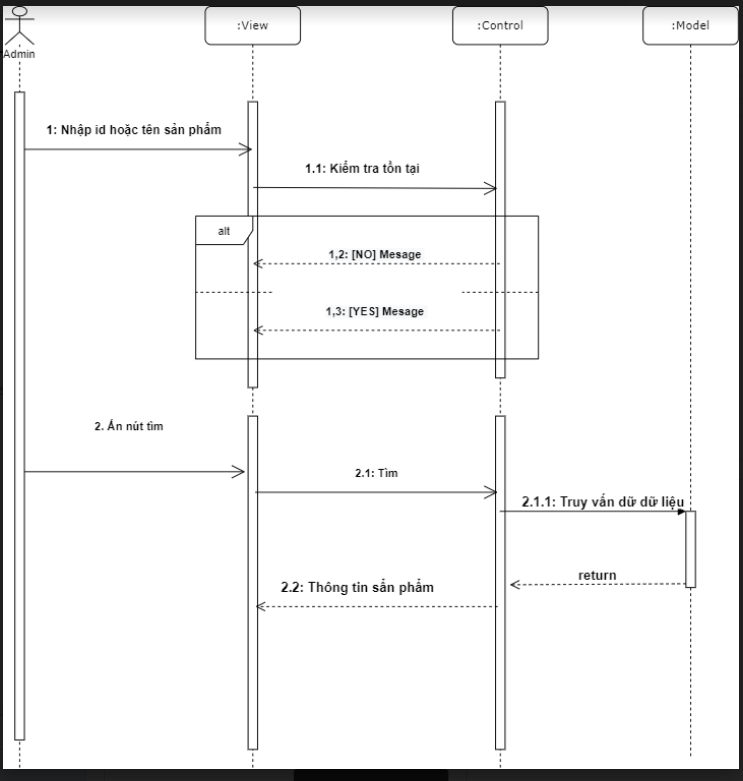 :View
:Control
:Model
Admin
1: Nhập id hoặc tên sản phẩm
1.1: Kiểm tra tồn tại
alt
1,2: [NO] Mesage
1,3: [YES] Mesage
2. Ấn nút tìm
2.1: Tìm
2.1.1: Truy vấn dữ dữ liệu
return
2.2: Thông tin sẩn phẩm